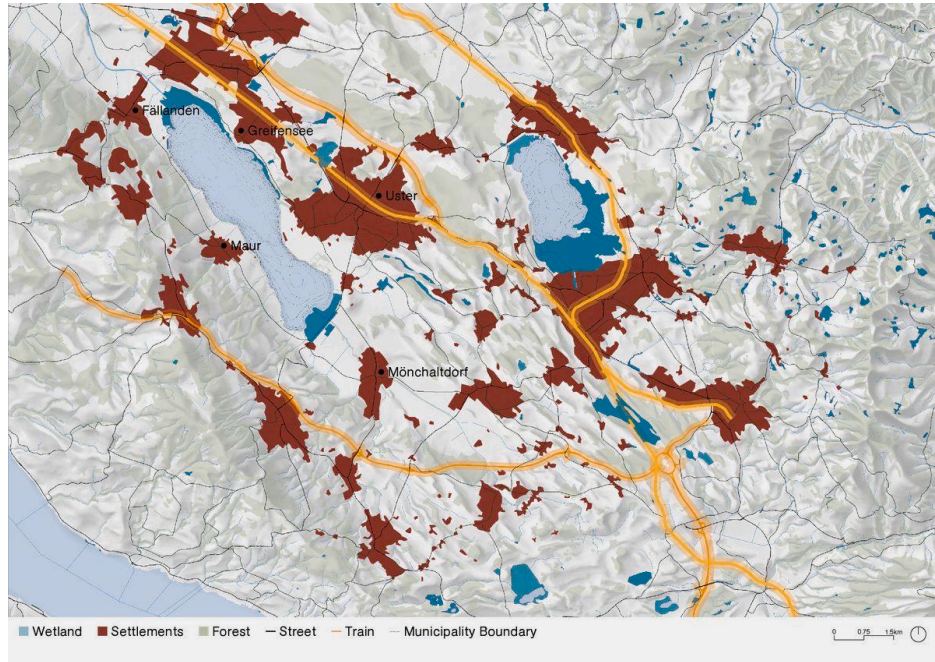 Fällanden
Greifensee
Uster
Maur
Mönchaltdorf
Wetland Settlements Forest Street Train Municipality Boundary
0 0.75 1.5km